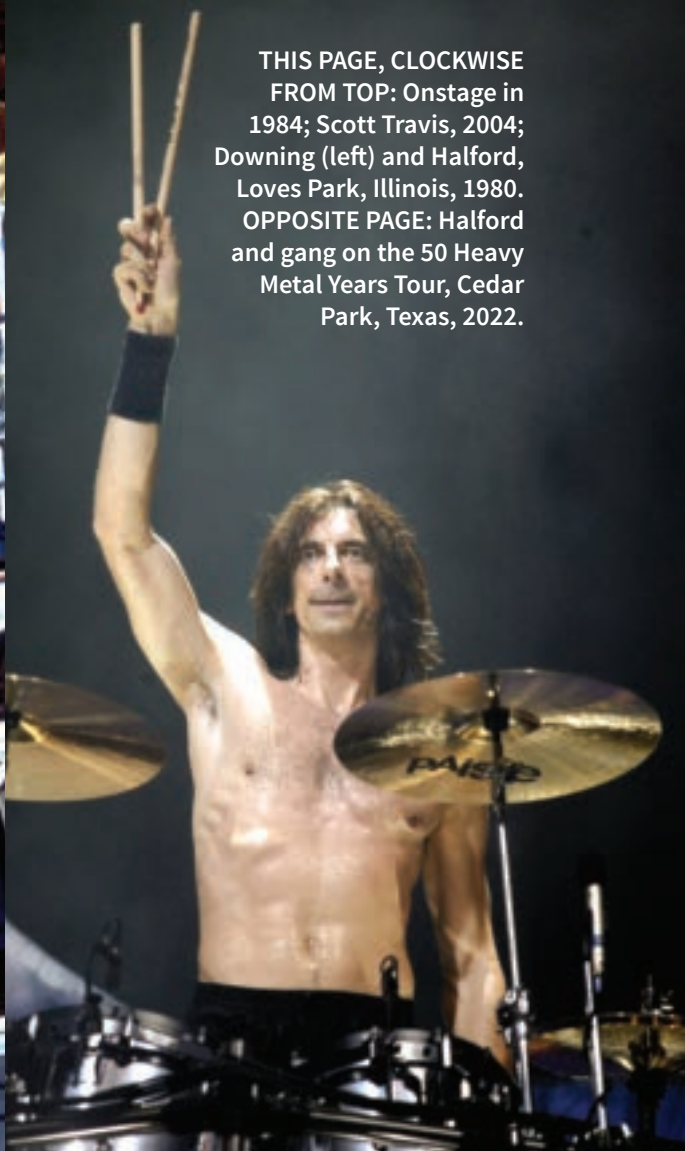 THIS PAGE, CLOCKWISE
FROM TOP: Onstage in
1984; Scott Travis, 2004;
Downing (left) and Halford,
Loves Park, Illinois, 1980.
OPPOSITE PAGE: Halford
and gang on the 50 Heavy
Metal Years Tour, Cedar
Park, Texas, 2022.
PAISTE